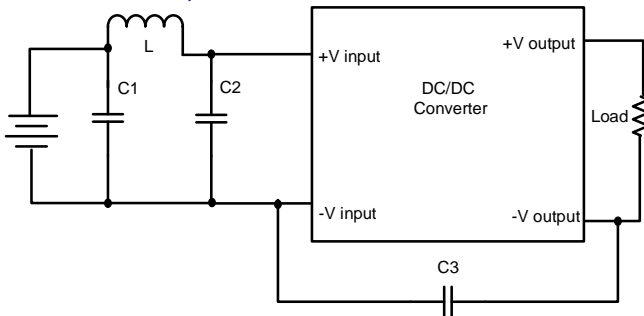 L
C1
C2
+V input
-V input
DC/DC
Converter
+V output
-V output
Load
C3